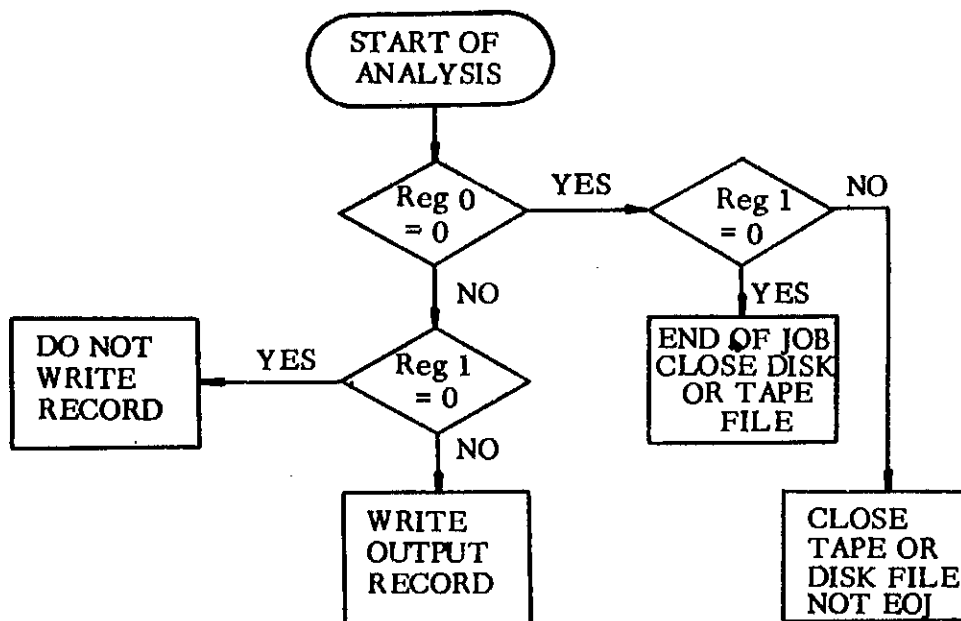 START OF
ANALYSIS
Reg 0
= 0
YES
Reg 1
= 0
NO
NO
YES
DO NOT
WRITE
RECORD
YES
Reg 1
= 0
END OF JOB
CLOSE DISK
OR TAPE
FILE
NO
WRITE
OUTPUT
RECORD
CLOSE
TAPE OR
DISK FILE
NOT EOJ